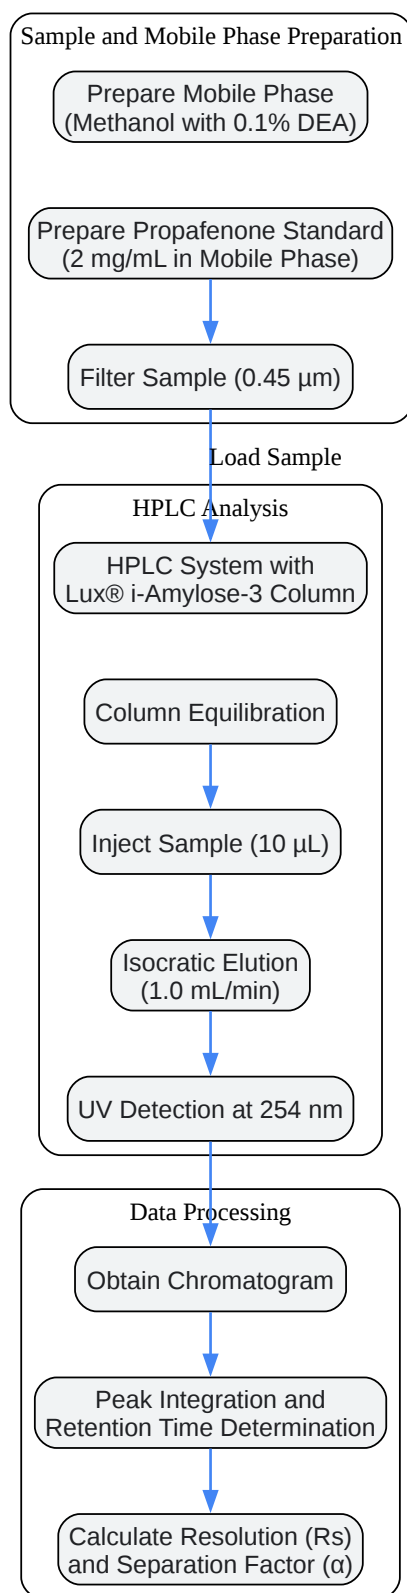 Sample and Mobile Phase Preparation
Prepare Mobile Phase
(Methanol with 0.1% DEA)
Prepare Propafenone Standard
(2 mg/mL in Mobile Phase)
Filter Sample (0.45 µm)
Load Sample
HPLC Analysis
HPLC System with
Lux® i-Amylose-3 Column
Column Equilibration
Inject Sample (10 µL)
Isocratic Elution
(1.0 mL/min)
UV Detection at 254 nm
Data Processing
Obtain Chromatogram
Peak Integration and
Retention Time Determination
Calculate Resolution (Rs)
and Separation Factor (α)